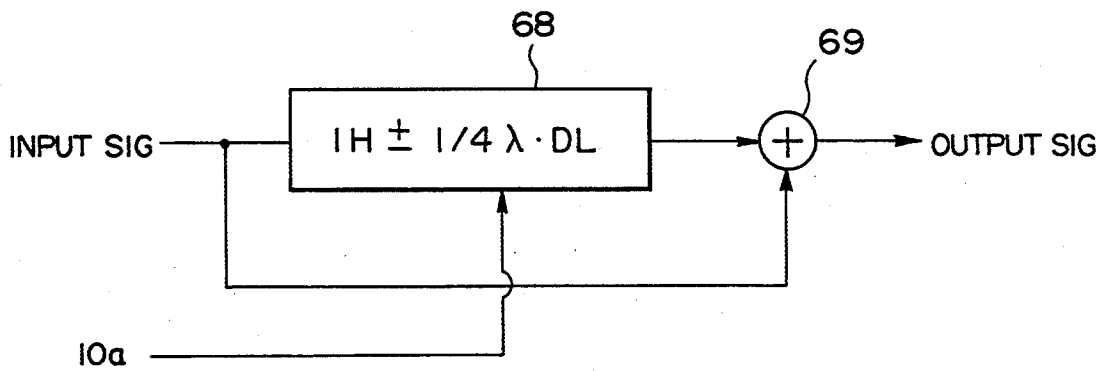 68
69
INPUT SIG
1H ± 1/4 λ · DL
+
OUTPUT SIG
10a